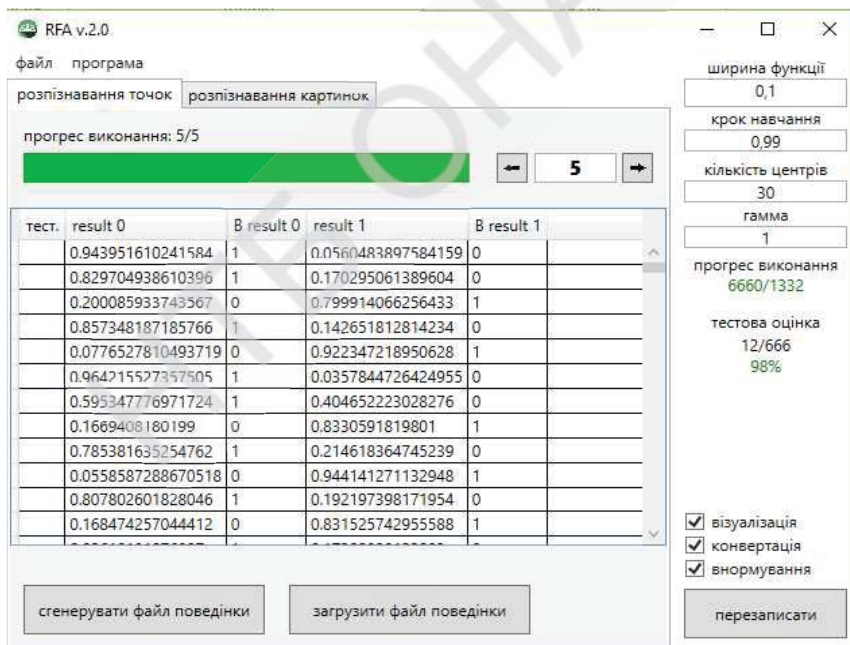 RFA v.2.0
файл програма
розпізнавання точок розпізнавання картинок
прогрес виконання: 5/5
5
тест. result 0 B result 0 result 1 B result 1
0.943951610241584 1 0.0560483897584159 0
0.829704938610396 1 0.170295061389604 0
0.200085933743567 0 0.799914066256433 1
0.857348187185766 1 0.142651812814234 0
0.0776527810493719 0 0.922347218950628 1
0.964215527357505 1 0.0357844726424955 0
0.595347776971724 1 0.404652223028276 0
0.1669408180199 0 0.8330591819801 1
0.785381635254762 1 0.214618364745239 0
0.0558587288670518 0 0.944141271132948 1
0.807802601828046 1 0.192197398171954 0
0.168474257044412 0 0.831525742955588 1
сгенерувати файл поведінки загрузити файл поведінки
ширина функції
0,1
крок навчання
0,99
кількість центрів
30
гамма
1
прогрес виконання
6660/1332
тестова оцінка
12/666
98%
візуалізація
конвертація
внормування
перезаписати